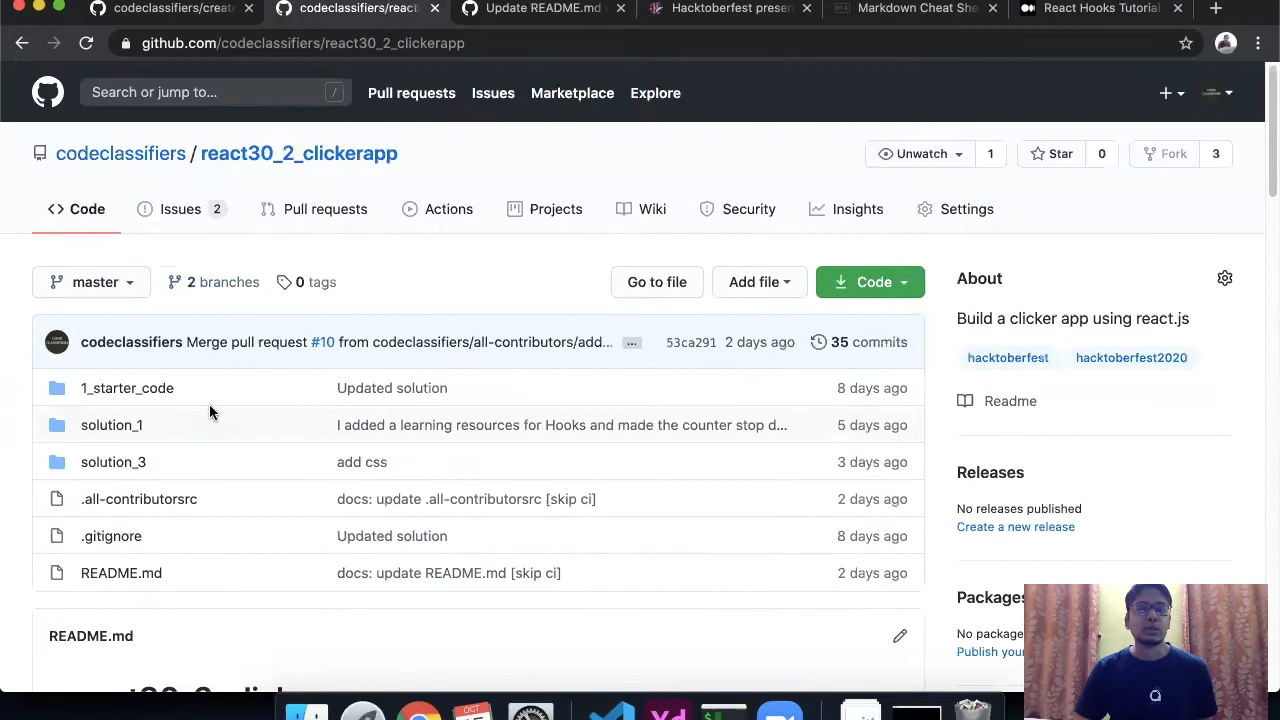 codeclassifiers/create
codeclassifiers/react
Update README.md
Hacktoberfest presen
Markdown Cheat She
React Hooks Tutorial
github.com/codeclassifiers/react30_2_clickerapp
Search or jump to...
/
Pull requests
Issues
Marketplace
Explore
codeclassifiers / react30_2_clickerapp
Unwatch
1
Star
0
Fork
3
Code
Issues 2
Pull requests
Actions
Projects
Wiki
Security
Insights
Settings
master
2 branches
0 tags
Go to file
Add file
Code
codeclassifiers Merge pull request #10 from codeclassifiers/all-contributors/add... ... 53ca291 2 days ago 35 commits
1_starter_code Updated solution 8 days ago
solution_1 I added a learning resources for Hooks and made the counter stop d... 5 days ago
solution_3 add css 3 days ago
.all-contributorsrc docs: update .all-contributorsrc [skip ci] 2 days ago
.gitignore Updated solution 8 days ago
README.md docs: update README.md [skip ci] 2 days ago
README.md
About
Build a clicker app using react.js
hacktoberfest hacktoberfest2020
Readme
Releases
No releases published
Create a new release
Packages
No package
Publish you
OCT